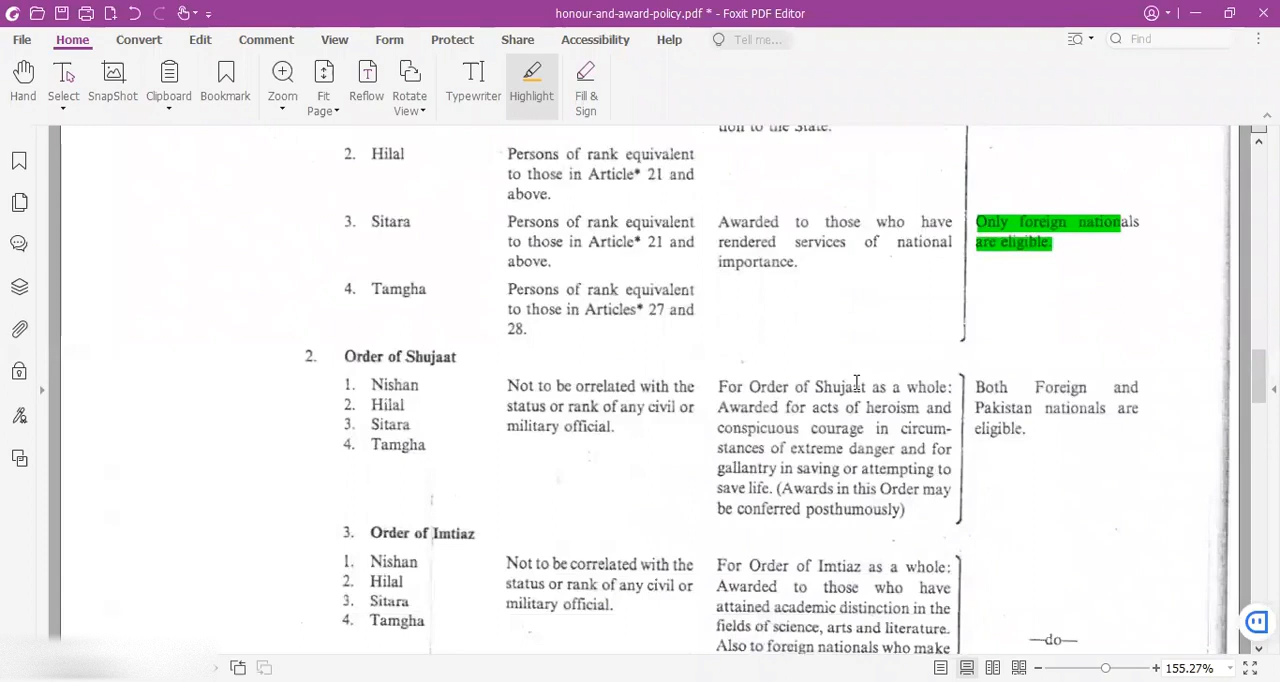 honour-and-award-policy.pdf * - Foxit PDF Editor
File Home Convert Edit Comment View Form Protect Share Accessibility Help Tell me... Find
Hand Select SnapShot Clipboard Bookmark Zoom Fit Page Reflow Rotate View Typewriter Highlight Fill & Sign
tion to the State.
2. Hilal
Persons of rank equivalent
to those in Article* 21 and
above.
3. Sitara
Persons of rank equivalent
to those in Article* 21 and
above.
Awarded to those who have
rendered services of national
importance.
Only foreign nationals
are eligible.
4. Tamgha
Persons of rank equivalent
to those in Articles* 27 and
28.
2. Order of Shujaat
1. Nishan
2. Hilal
3. Sitara
4. Tamgha
Not to be orrelated with the
status or rank of any civil or
military official.
For Order of Shujaat as a whole:
Awarded for acts of heroism and
conspicuous courage in circum-
stances of extreme danger and for
gallantry in saving or attempting to
save life. (Awards in this Order may
be conferred posthumously)
Both Foreign and
Pakistan nationals are
eligible.
3. Order of Imtiaz
1. Nishan
2. Hilal
3. Sitara
4. Tamgha
Not to be correlated with the
status or rank of any civil or
military official.
For Order of Imtiaz as a whole:
Awarded to those who have
attained academic distinction in the
fields of science, arts and literature.
Also to foreign nationals who make
—do—
155.27%